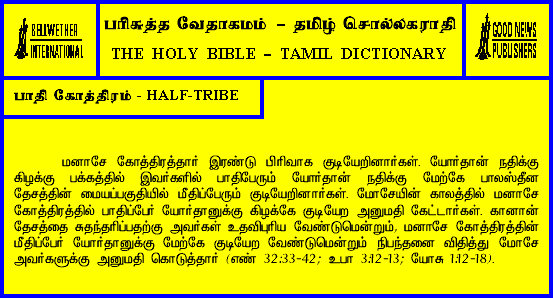 BELLWETHER
INTERNATIONAL
பரிசுத்த வேதாகமம் – தமிழ் சொல்லகராதி
THE HOLY BIBLE – TAMIL DICTIONARY
GOOD NEWS
PUBLISHERS
பாதி கோத்திரம் - HALF-TRIBE
மனாசே கோத்திரத்தார் இரண்டு பிரிவாக குடியேறினார்கள். யோர்தான் நதிக்கு
கிழக்கு பக்கத்தில் இவர்களில் பாதிபேரும் யோர்தான் நதிக்கு மேற்கே பாலஸ்தீன
தேசத்தின் மையப்பகுதியில் மீதிப்பேரும் குடியேறினார்கள். மோசேயின் காலத்தில் மனாசே
கோத்திரத்தில் பாதிப்பேர் யோர்தானுக்கு கிழக்கே குடியேற அனுமதி கேட்டார்கள். கானான்
தேசத்தை சுதந்தரிப்பதற்கு அவர்கள் உதவிபுரிய வேண்டுமென்றும், மனாசே கோத்திரத்தின்
மீதிப்பேர் யோர்தானுக்கு மேற்கே குடியேற வேண்டுமென்றும் நிபந்தனை விதித்து மோசே
அவர்களுக்கு அனுமதி கொடுத்தார் (எண் 32:33-42; உபா 3:12-13; யோசு 1:12-18).